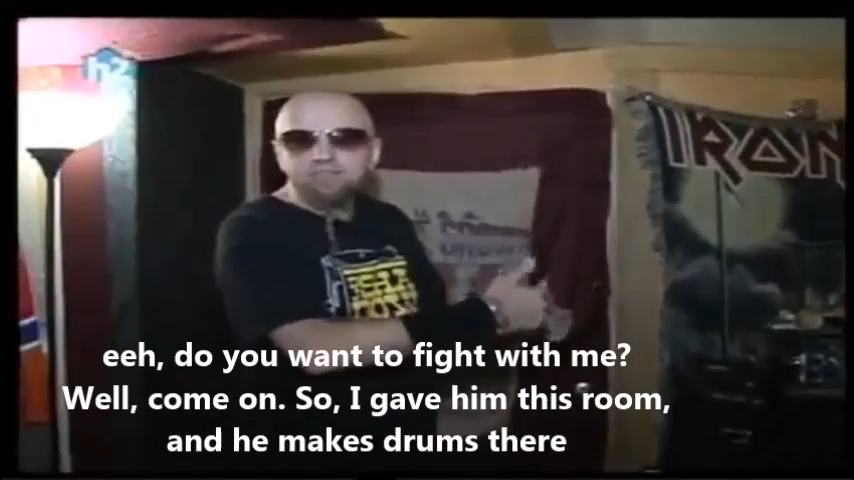 h2
IRON
eeh, do you want to fight with me?
Well, come on. So, I gave him this room,
and he makes drums there